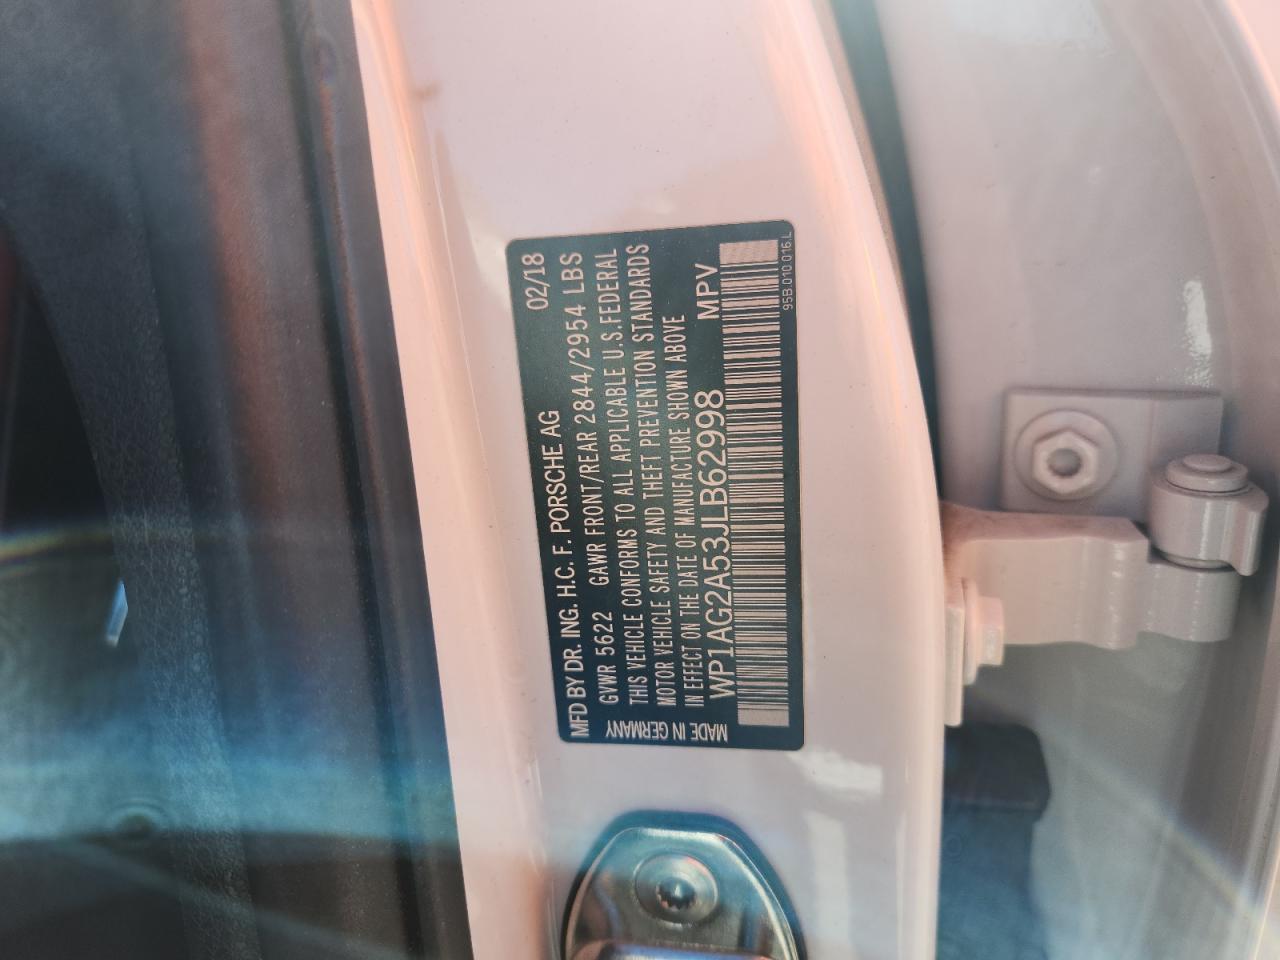 MFD BY DR. ING. H.C. F. PORSCHE AG 02/18
GVWR 5622 GAWR FRONT/REAR 2844/2954 LBS
THIS VEHICLE CONFORMS TO ALL APPLICABLE U.S.FEDERAL
MOTOR VEHICLE SAFETY AND THEFT PREVENTION STANDARDS
IN EFFECT ON THE DATE OF MANUFACTURE SHOWN ABOVE
WP1AG2A53JLB62998 MPV
MADE IN GERMANY
95B.010.016.L